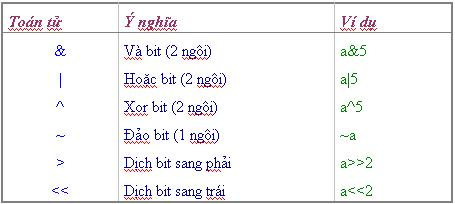 Toán tử Ý nghĩa Ví dụ
& Và bit (2 ngôi) a&5
| Hoặc bit (2 ngôi) a|5
^ Xor bit (2 ngôi) a^5
~ Đảo bit (1 ngôi) ~a
> Dịch bit sang phải a>>2
<< Dịch bit sang trái a<<2